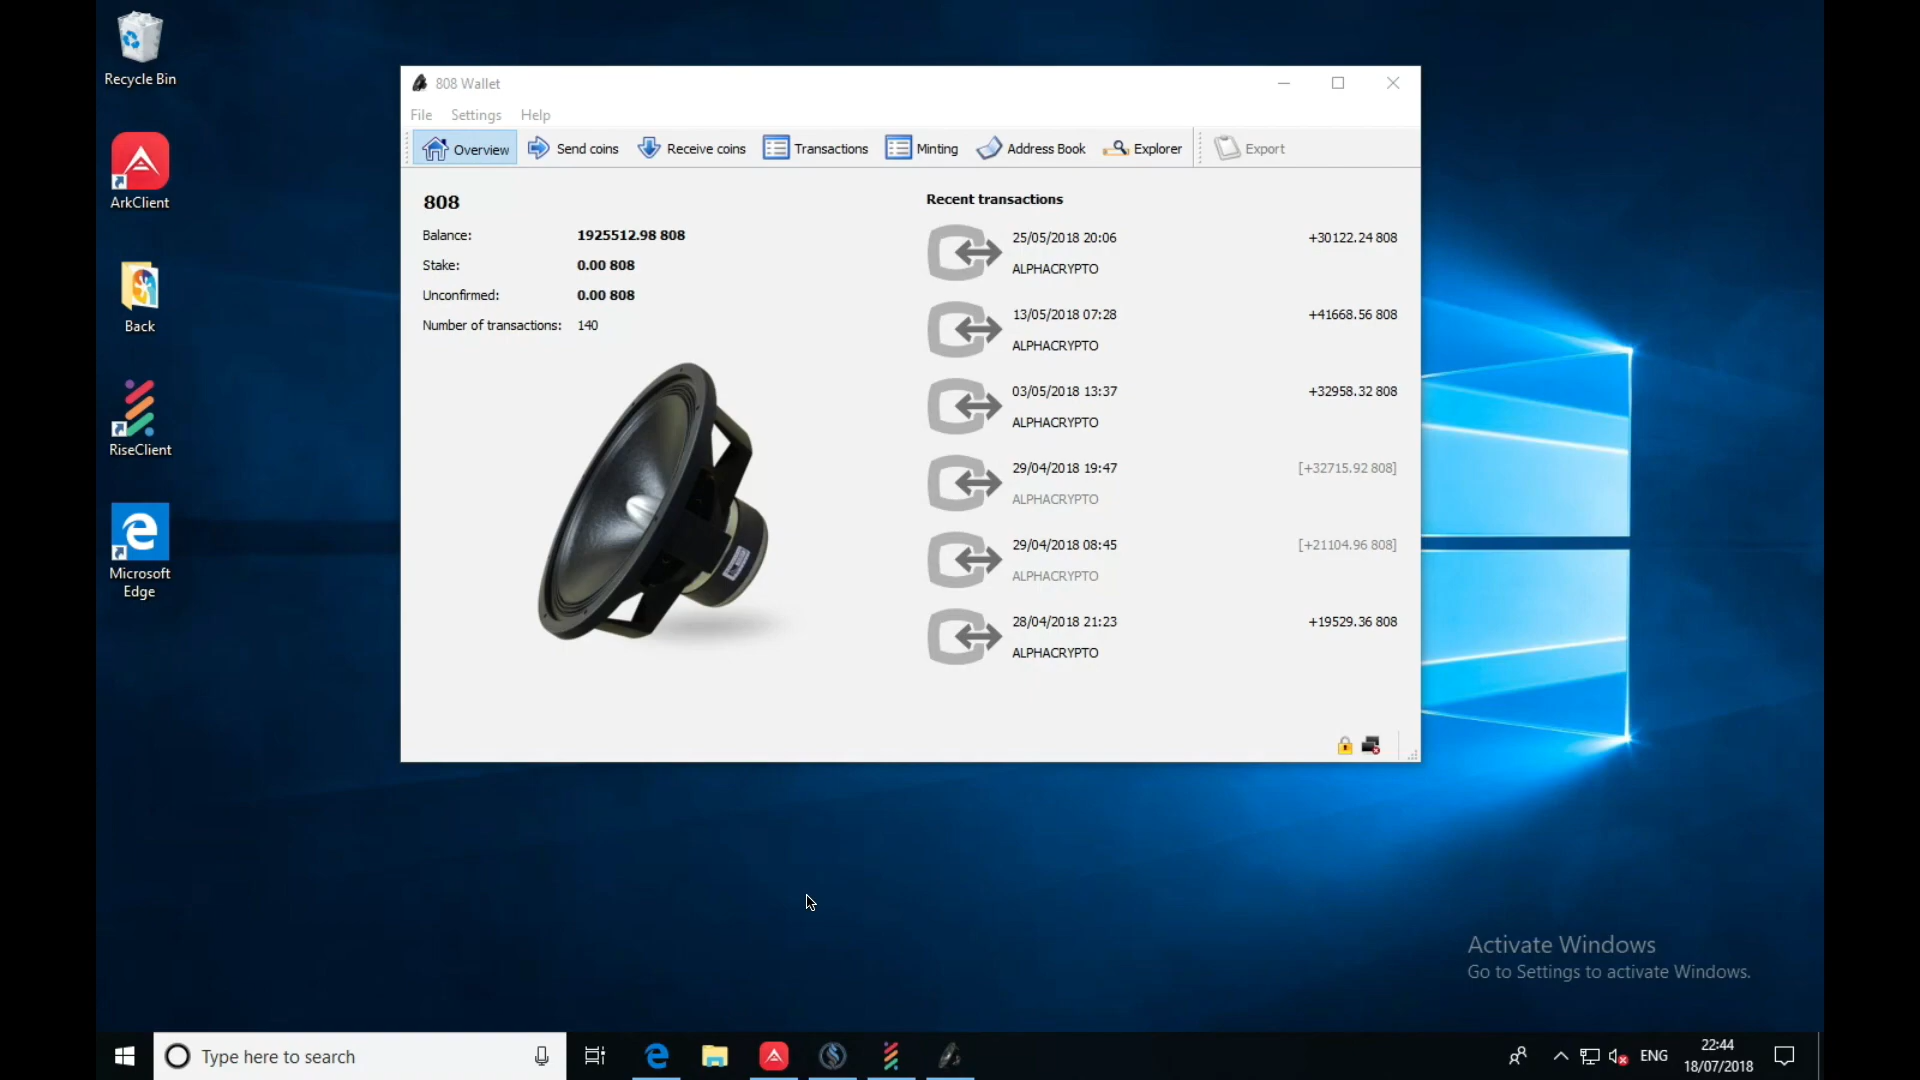 Recycle Bin
ArkClient
Back
RiseClient
Microsoft
Edge
808 Wallet
File Settings Help
Overview Send coins Receive coins Transactions Minting Address Book Explorer Export
808
Balance: 1925512.98 808
Stake: 0.00 808
Unconfirmed: 0.00 808
Number of transactions: 140
Recent transactions
25/05/2018 20:06 +30122.24 808
ALPHACRYPTO
13/05/2018 07:28 +41668.56 808
ALPHACRYPTO
03/05/2018 13:37 +32958.32 808
ALPHACRYPTO
29/04/2018 19:47 [+32715.92 808]
ALPHACRYPTO
29/04/2018 08:45 [+21104.96 808]
ALPHACRYPTO
28/04/2018 21:23 +19529.36 808
ALPHACRYPTO
Activate Windows
Go to Settings to activate Windows.
Type here to search
ENG
22:44
18/07/2018